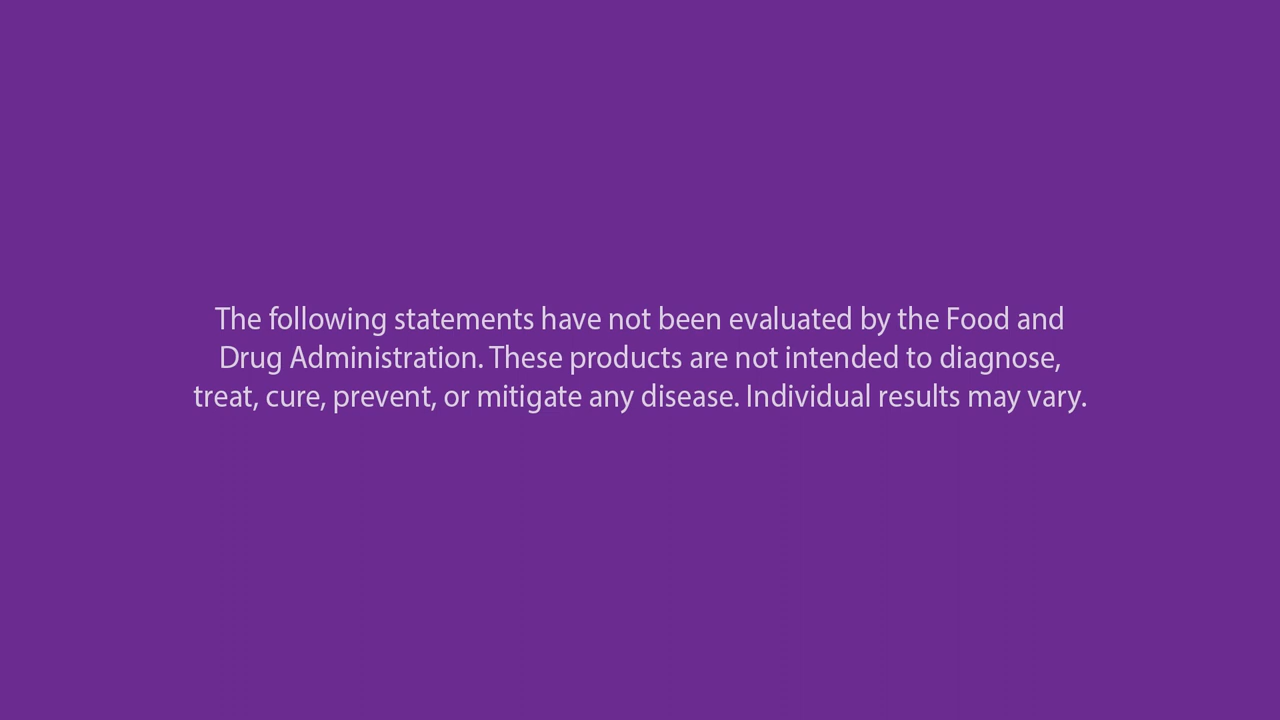 The following statements have not been evaluated by the Food and
Drug Administration. These products are not intended to diagnose,
treat, cure, prevent, or mitigate any disease. Individual results may vary.